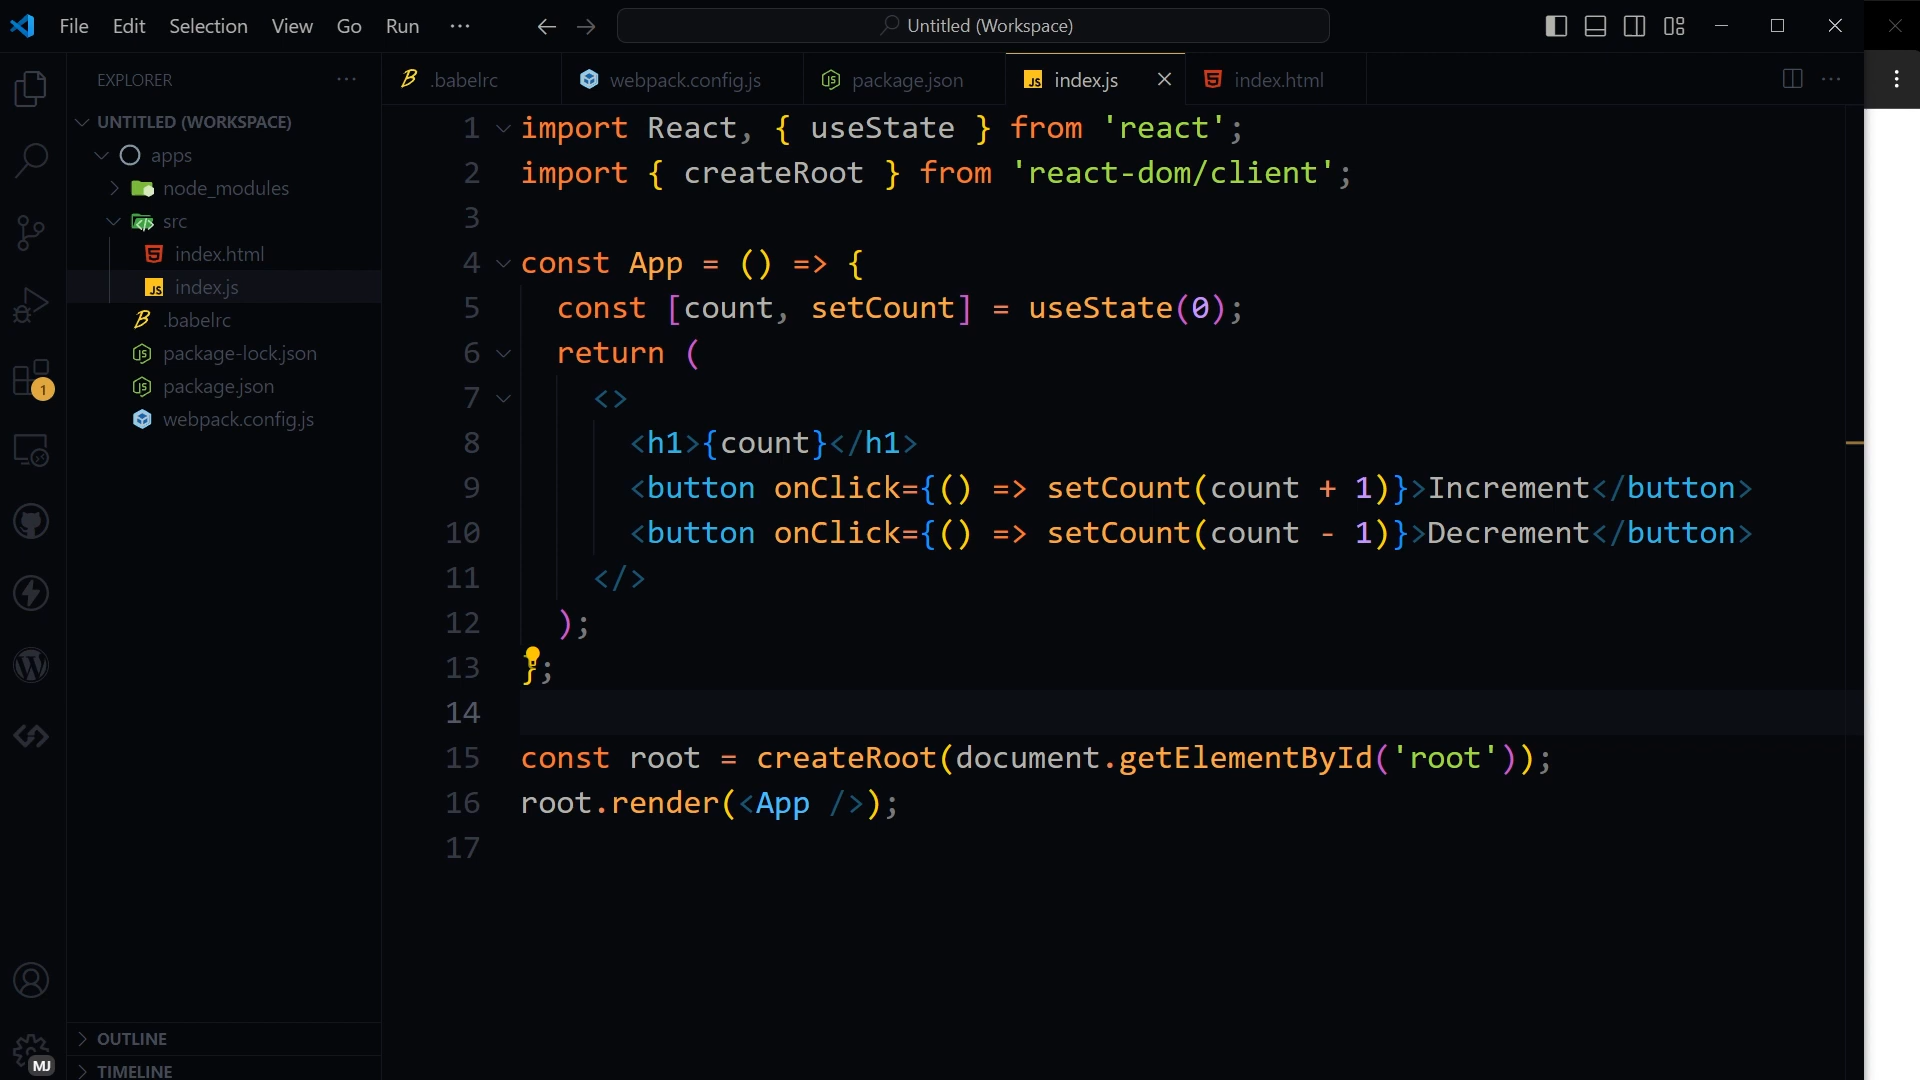 File Edit Selection View Go Run ··· Untitled (Workspace)
EXPLORER ···
.babelrc webpack.config.js package.json index.js index.html ···
UNTITLED (WORKSPACE)
apps
node_modules
src
index.html
index.js
.babelrc
package-lock.json
package.json
webpack.config.js
OUTLINE
TIMELINE
1
MJ
1 import React, { useState } from 'react';
2 import { createRoot } from 'react-dom/client';
3
4 const App = () => {
5 const [count, setCount] = useState(0);
6 return (
7 <>
8 <h1>{count}</h1>
9 <button onClick={() => setCount(count + 1)}>Increment</button>
10 <button onClick={() => setCount(count - 1)}>Decrement</button>
11 </>
12 );
13 };
14
15 const root = createRoot(document.getElementById('root'));
16 root.render(<App />);
17